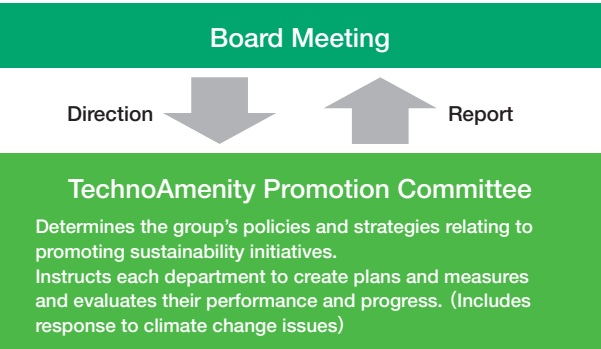 Board Meeting
Direction
Report
TechnoAmenity Promotion Committee
Determines the group’s policies and strategies relating to
promoting sustainability initiatives.
Instructs each department to create plans and measures
and evaluates their performance and progress.（Includes
response to climate change issues）